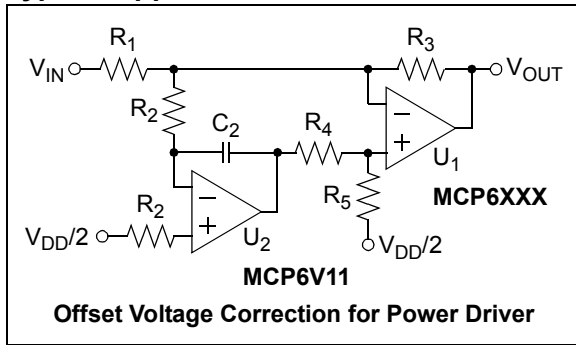 R1 R3
VIN VOUT
R2 C2 R4
U1
R5 MCP6XXX
R2
VDD/2 U2 VDD/2
MCP6V11
Offset Voltage Correction for Power Driver